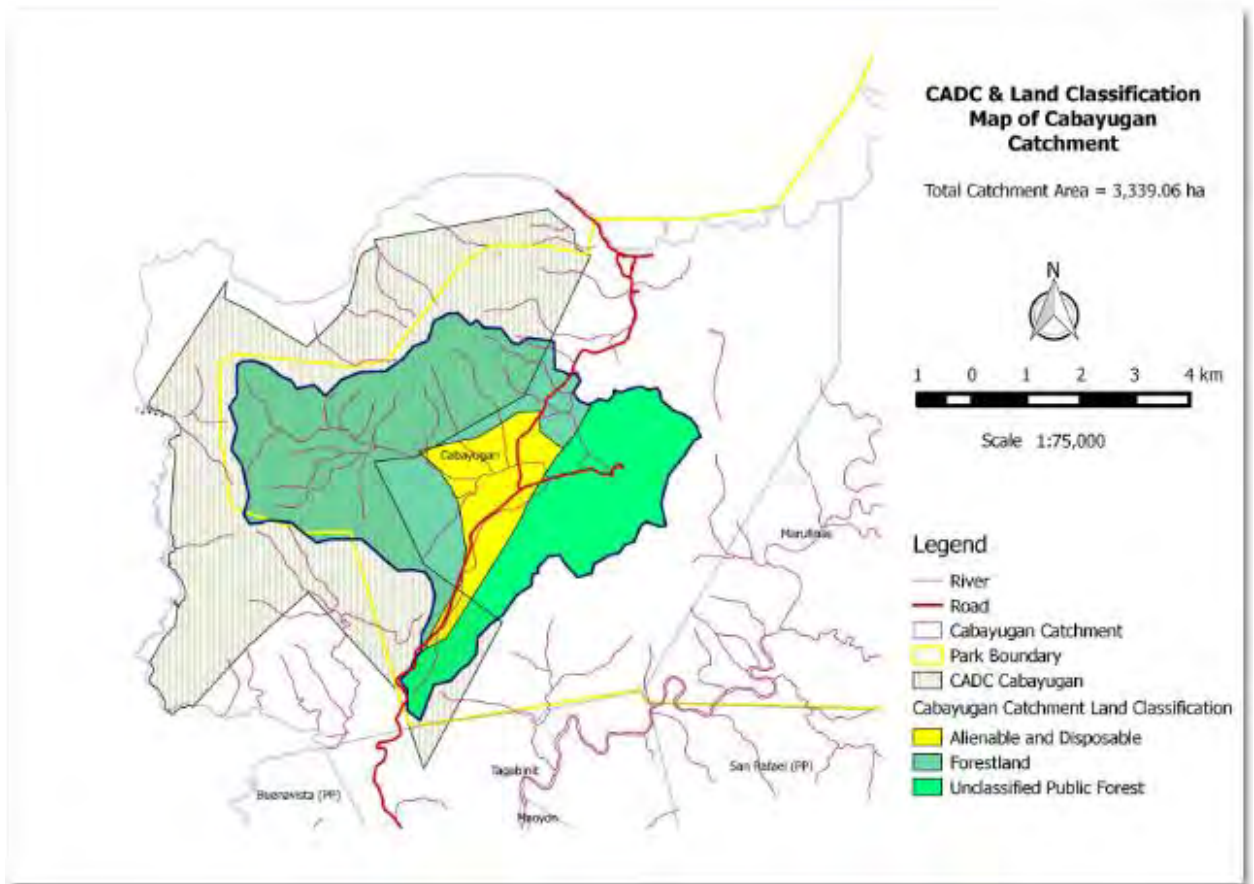 CADC & Land Classification
Map of Cabayugan
Catchment
Total Catchment Area = 3,339.06 ha
N
1 0 1 2 3 4 km
Scale 1:75,000
Cabayugan
Marufinas
Legend
River
Road
Cabayugan Catchment
Park Boundary
CADC Cabayugan
Cabayugan Catchment Land Classification
Alienable and Disposable
Forestland
Unclassified Public Forest
Tagabinit
San Rafael (PP)
Buenavista (PP)
Maoydn